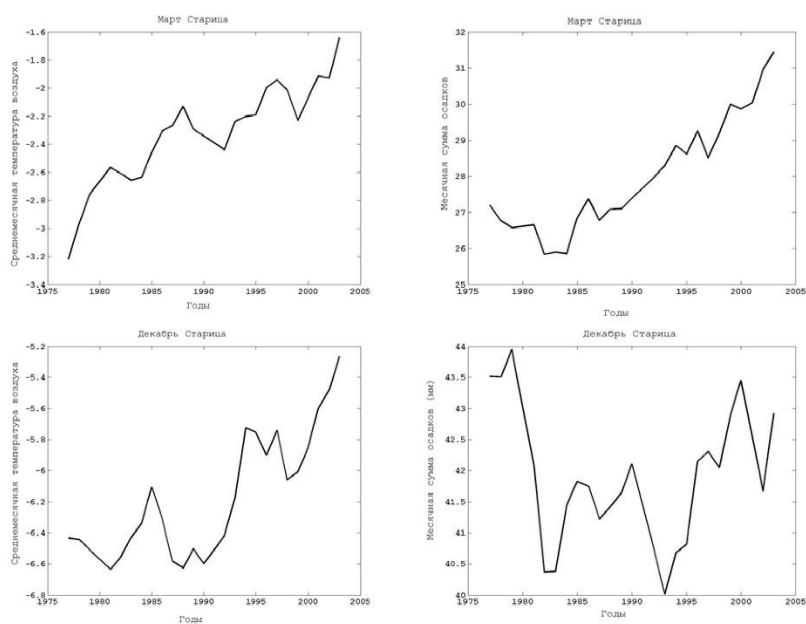 Март Старица
Среднемесячная температура воздуха
-1.6
-1.8
-2
-2.2
-2.4
-2.6
-2.8
-3
-3.2
-3.4
1975 1980 1985 1990 1995 2000 2005
Годы
Март Старица
Месячная сумма осадков
32
31
30
29
28
27
26
25
1975 1980 1985 1990 1995 2000 2005
Годы
Декабрь Старица
Среднемесячная температура воздуха
-5.2
-5.4
-5.6
-5.8
-6
-6.2
-6.4
-6.6
-6.8
1975 1980 1985 1990 1995 2000 2005
Годы
Декабрь Старица
Месячная сумма осадков (мм)
44
43.5
43
42.5
42
41.5
41
40.5
40
1975 1980 1985 1990 1995 2000 2005
Годы